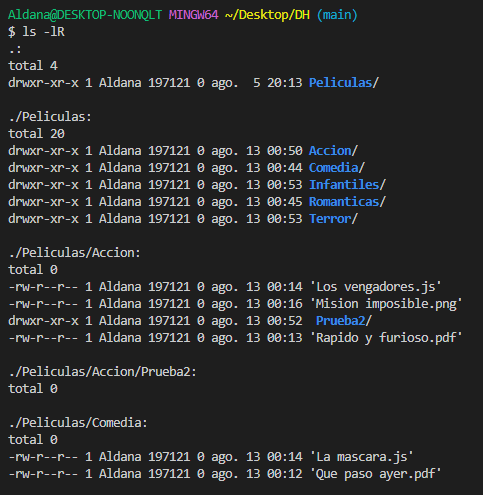 Aldana@DESKTOP-NOONQLT MINGW64 ~/Desktop/DH (main)
$ ls -lR
.:
total 4
drwxr-xr-x 1 Aldana 197121 0 ago.  5 20:13 Peliculas/

./Peliculas:
total 20
drwxr-xr-x 1 Aldana 197121 0 ago. 13 00:50 Accion/
drwxr-xr-x 1 Aldana 197121 0 ago. 13 00:44 Comedia/
drwxr-xr-x 1 Aldana 197121 0 ago. 13 00:53 Infantiles/
drwxr-xr-x 1 Aldana 197121 0 ago. 13 00:45 Romanticas/
drwxr-xr-x 1 Aldana 197121 0 ago. 13 00:53 Terror/

./Peliculas/Accion:
total 0
-rw-r--r-- 1 Aldana 197121 0 ago. 13 00:14 'Los vengadores.js'
-rw-r--r-- 1 Aldana 197121 0 ago. 13 00:16 'Mision imposible.png'
drwxr-xr-x 1 Aldana 197121 0 ago. 13 00:52  Prueba2/
-rw-r--r-- 1 Aldana 197121 0 ago. 13 00:13 'Rapido y furioso.pdf'

./Peliculas/Accion/Prueba2:
total 0

./Peliculas/Comedia:
total 0
-rw-r--r-- 1 Aldana 197121 0 ago. 13 00:14 'La mascara.js'
-rw-r--r-- 1 Aldana 197121 0 ago. 13 00:12 'Que paso ayer.pdf'